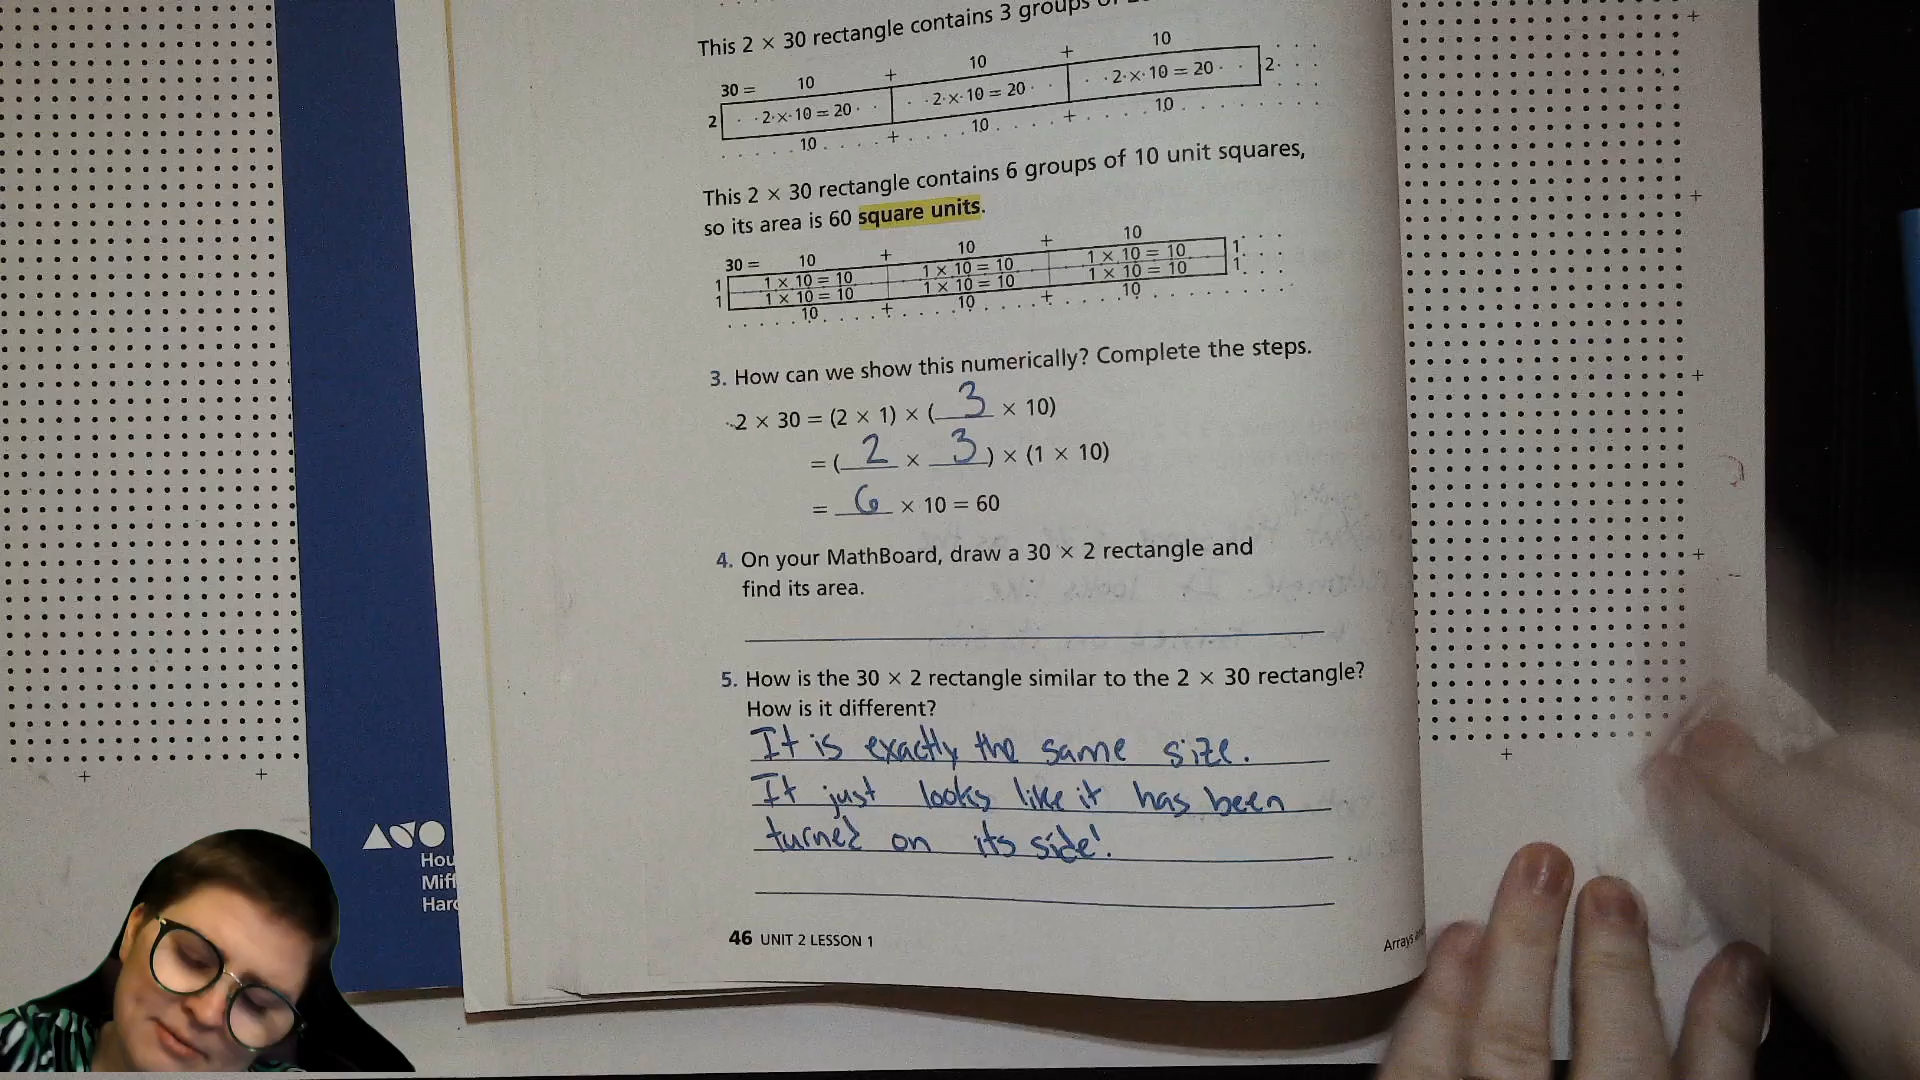 This 2 × 30 rectangle contains 3 groups of
30 = 10 + 10 + 10
2 2 × 10 = 20 2 × 10 = 20 2 × 10 = 20 2
10 + 10 + 10
This 2 × 30 rectangle contains 6 groups of 10 unit squares,
so its area is 60 square units.
30 = 10 + 10 + 10
1 1 × 10 = 10 1 × 10 = 10 1 × 10 = 10 1
1 1 × 10 = 10 1 × 10 = 10 1 × 10 = 10 1
10 + 10 + 10
3. How can we show this numerically? Complete the steps.
2 × 30 = (2 × 1) × (3 × 10)
= (2 × 3) × (1 × 10)
= 6 × 10 = 60
4. On your MathBoard, draw a 30 × 2 rectangle and
find its area.
5. How is the 30 × 2 rectangle similar to the 2 × 30 rectangle?
How is it different?
It is exactly the same size.
It just looks like it has been
turned on its side!
46 UNIT 2 LESSON 1
Arrays
Hou
Miff
Harc